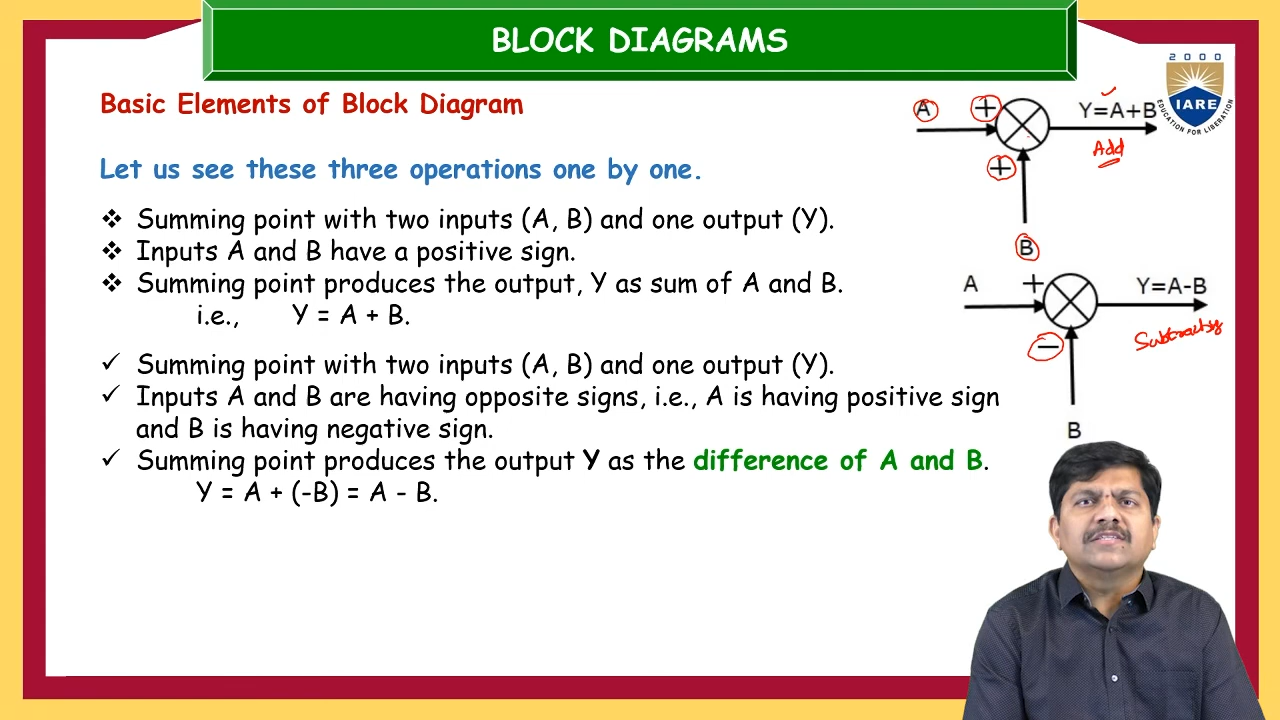 BLOCK DIAGRAMS
2000
IARE
EDUCATION FOR LIBERATION
Basic Elements of Block Diagram
Let us see these three operations one by one.
❖ Summing point with two inputs (A, B) and one output (Y).
❖ Inputs A and B have a positive sign.
❖ Summing point produces the output, Y as sum of A and B.
i.e., Y = A + B.
✓ Summing point with two inputs (A, B) and one output (Y).
✓ Inputs A and B are having opposite signs, i.e., A is having positive sign
and B is having negative sign.
✓ Summing point produces the output Y as the difference of A and B.
Y = A + (-B) = A - B.
A + Y=A+B
Add
+
B
A + Y=A-B
−
B